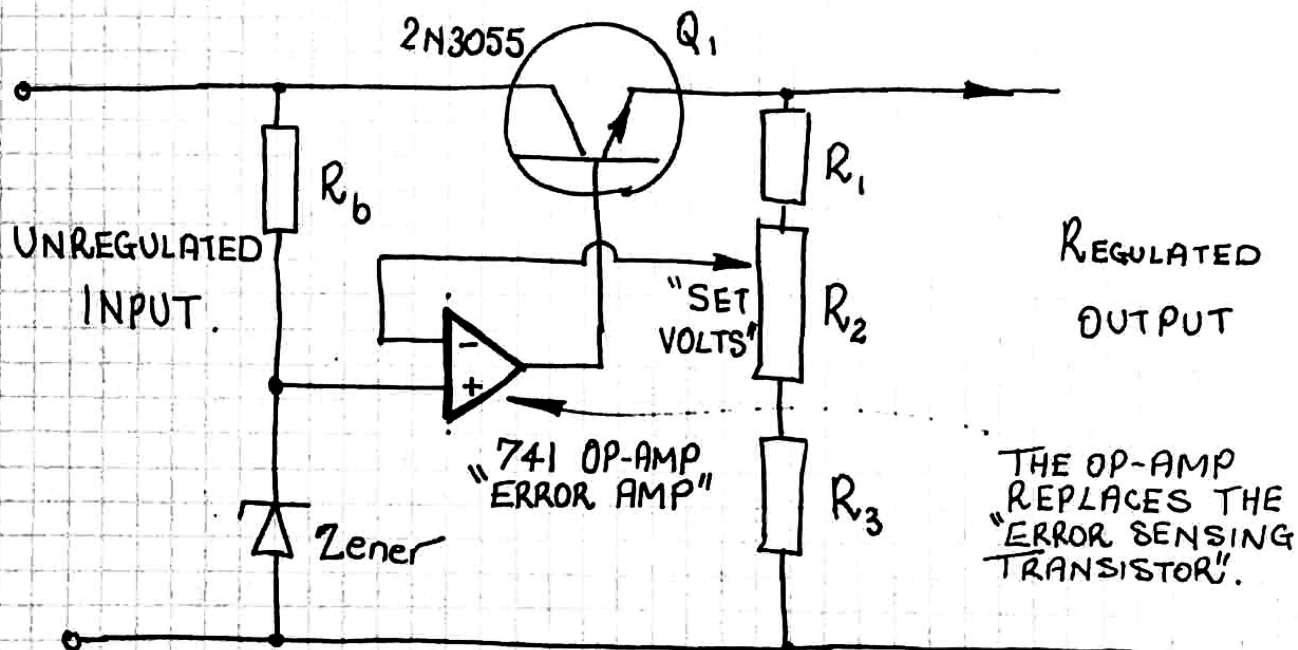 2N3055
Q1
Rb
R1
UNREGULATED
INPUT.
REGULATED
OUTPUT
"SET
VOLTS"
R2
-
+
741 OP-AMP
"ERROR AMP"
THE OP-AMP
REPLACES THE
"ERROR SENSING
TRANSISTOR".
R3
Zener